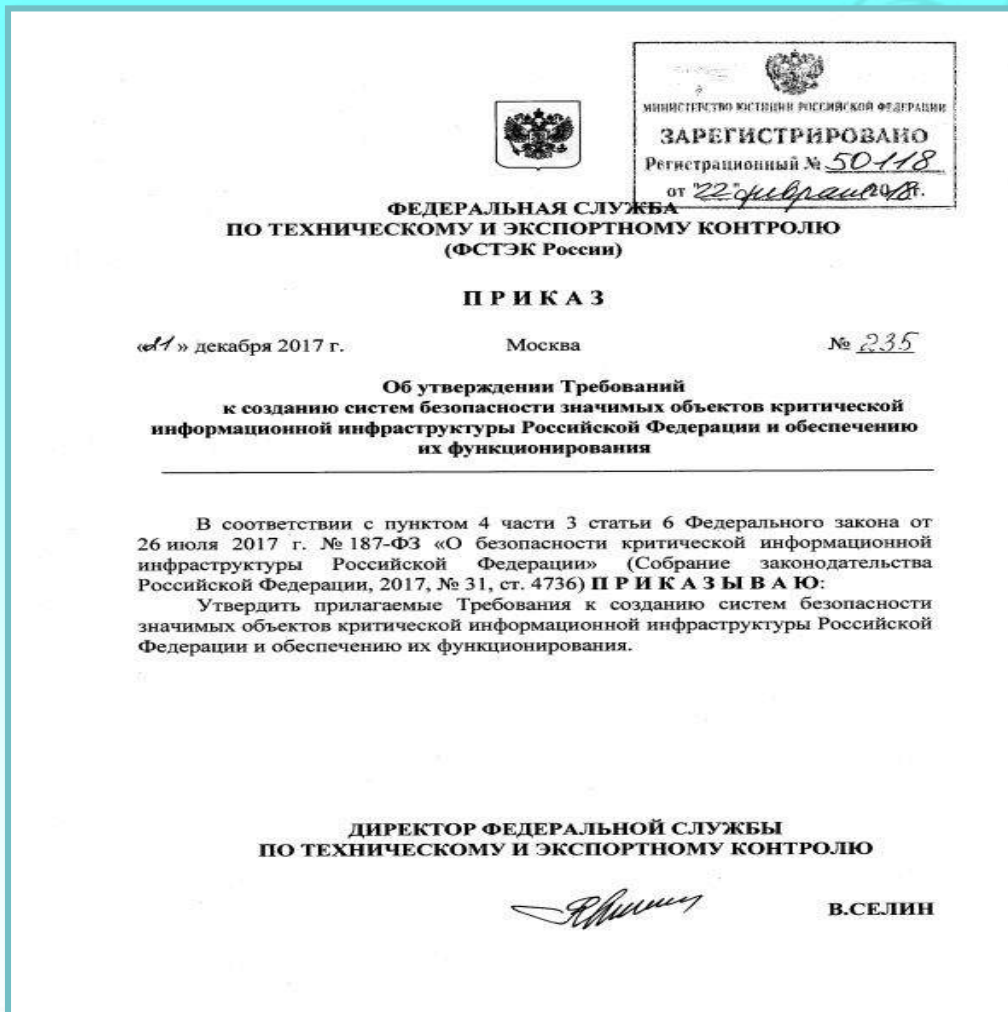 МИНИСТЕРСТВО ЮСТИЦИИ РОССИЙСКОЙ ФЕДЕРАЦИИ
ЗАРЕГИСТРИРОВАНО
Регистрационный № 50118
от "22" февраля 2018г.
ФЕДЕРАЛЬНАЯ СЛУЖБА
ПО ТЕХНИЧЕСКОМУ И ЭКСПОРТНОМУ КОНТРОЛЮ
(ФСТЭК России)
П Р И К А З
«21» декабря 2017 г. Москва № 235
Об утверждении Требований
к созданию систем безопасности значимых объектов критической
информационной инфраструктуры Российской Федерации и обеспечению
их функционирования
В соответствии с пунктом 4 части 3 статьи 6 Федерального закона от
26 июля 2017 г. № 187-ФЗ «О безопасности критической информационной
инфраструктуры Российской Федерации» (Собрание законодательства
Российской Федерации, 2017, № 31, ст. 4736) П Р И К А З Ы В А Ю:
Утвердить прилагаемые Требования к созданию систем безопасности
значимых объектов критической информационной инфраструктуры Российской
Федерации и обеспечению их функционирования.
ДИРЕКТОР ФЕДЕРАЛЬНОЙ СЛУЖБЫ
ПО ТЕХНИЧЕСКОМУ И ЭКСПОРТНОМУ КОНТРОЛЮ
В.СЕЛИН